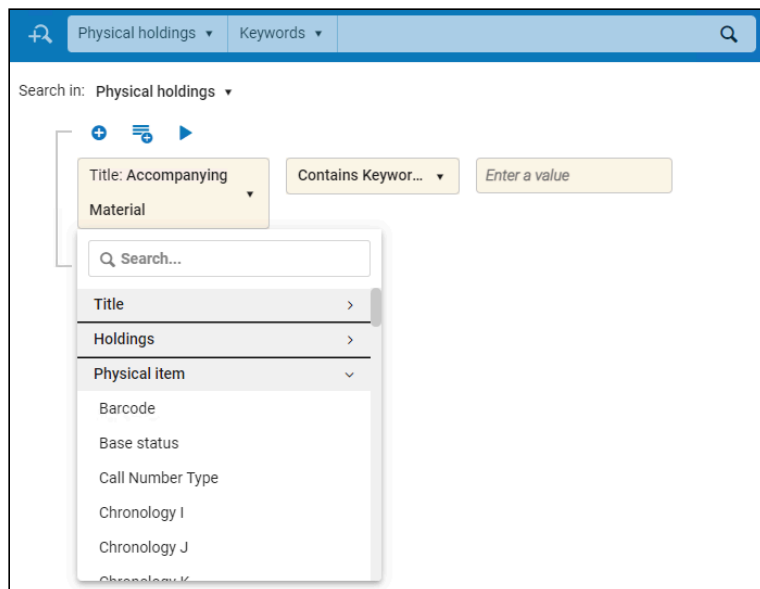 Physical holdings Keywords
Search in: Physical holdings
Title: Accompanying Material
Contains Keywor... Enter a value
Search...
Title
Holdings
Physical item
Barcode
Base status
Call Number Type
Chronology I
Chronology J
Chronology K